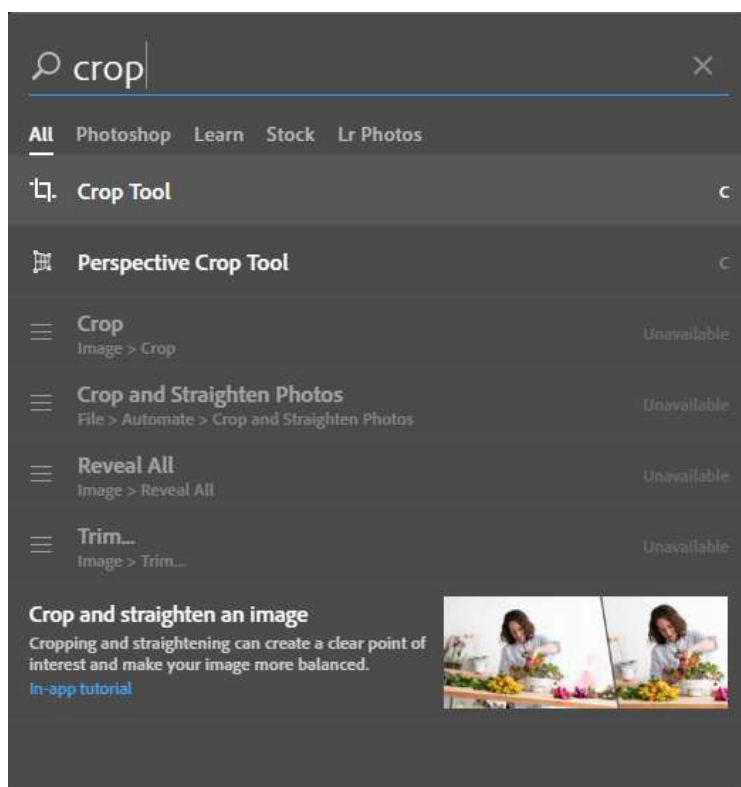 crop
All Photoshop Learn Stock Lr Photos
Crop Tool C
Perspective Crop Tool C
Crop
Image > Crop
Unavailable
Crop and Straighten Photos
File > Automate > Crop and Straighten Photos
Unavailable
Reveal All
Image > Reveal All
Unavailable
Trim...
Image > Trim...
Unavailable
Crop and straighten an image
Cropping and straightening can create a clear point of
interest and make your image more balanced.
In-app tutorial